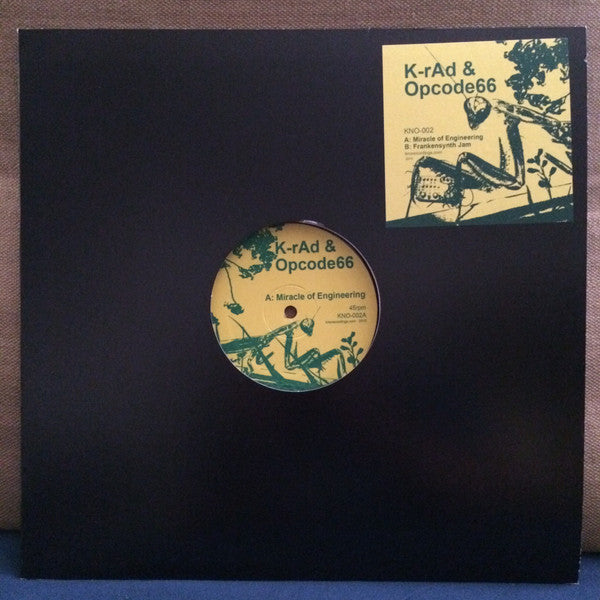 K-rAd &
Opcode66
KNO-002
A: Miracle of Engineering
B: Frankensynth Jam
K-rAd &
Opcode66
A: Miracle of Engineering
45rpm
KNO-002A